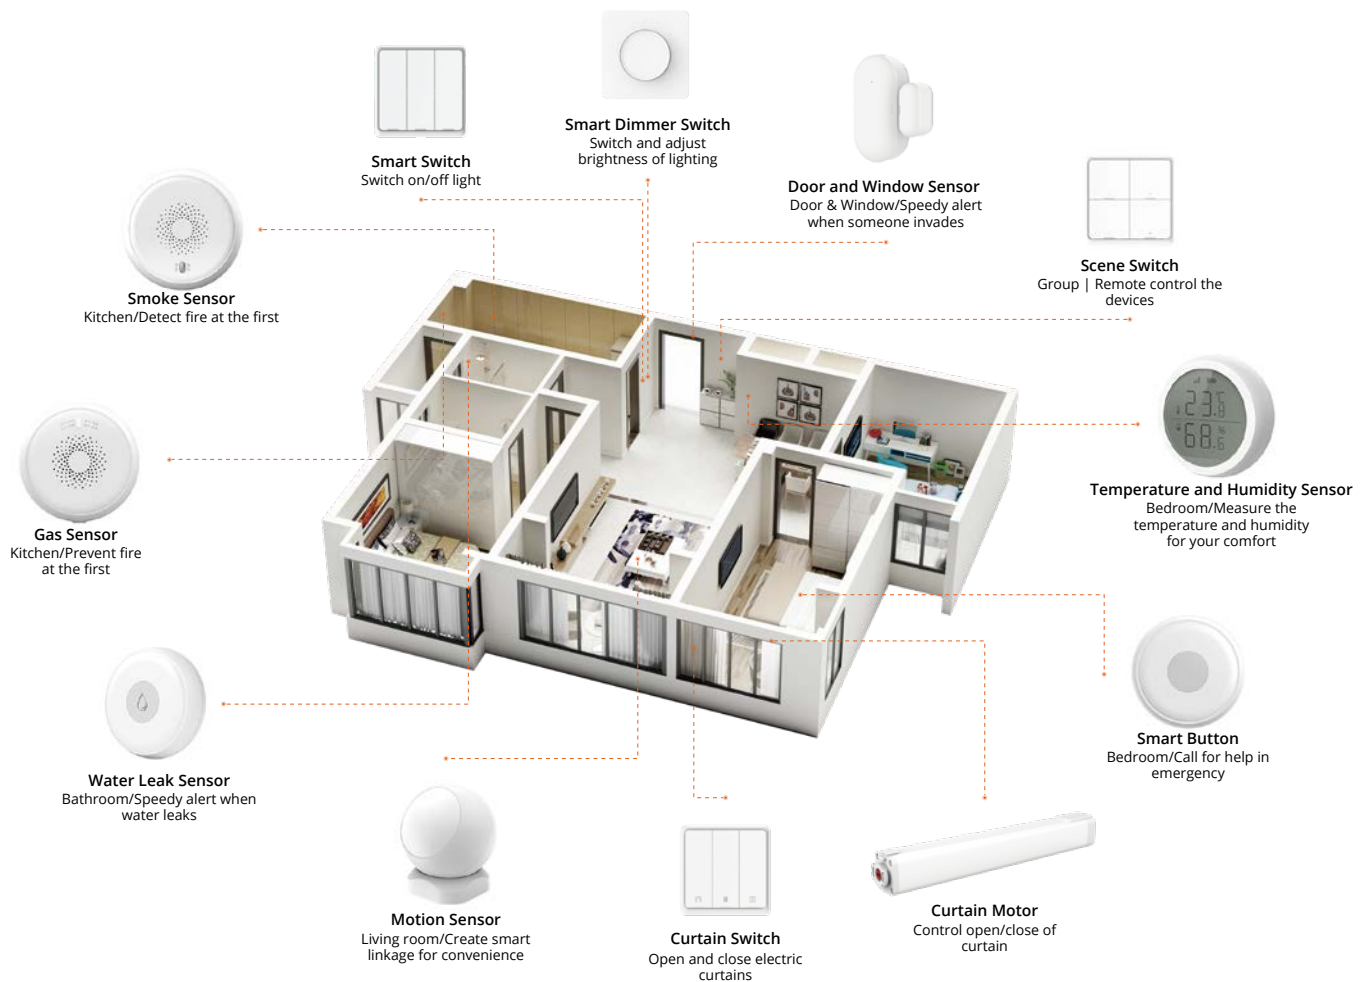 Smart Dimmer Switch
Switch and adjust
brightness of lighting
Smart Switch
Switch on/off light
Door and Window Sensor
Door & Window/Speedy alert
when someone invades
Scene Switch
Group | Remote control the
devices
Smoke Sensor
Kitchen/Detect fire at the first
Temperature and Humidity Sensor
Bedroom/Measure the
temperature and humidity
for your comfort
Gas Sensor
Kitchen/Prevent fire
at the first
Smart Button
Bedroom/Call for help in
emergency
Water Leak Sensor
Bathroom/Speedy alert when
water leaks
Motion Sensor
Living room/Create smart
linkage for convenience
Curtain Switch
Open and close electric
curtains
Curtain Motor
Control open/close of
curtain